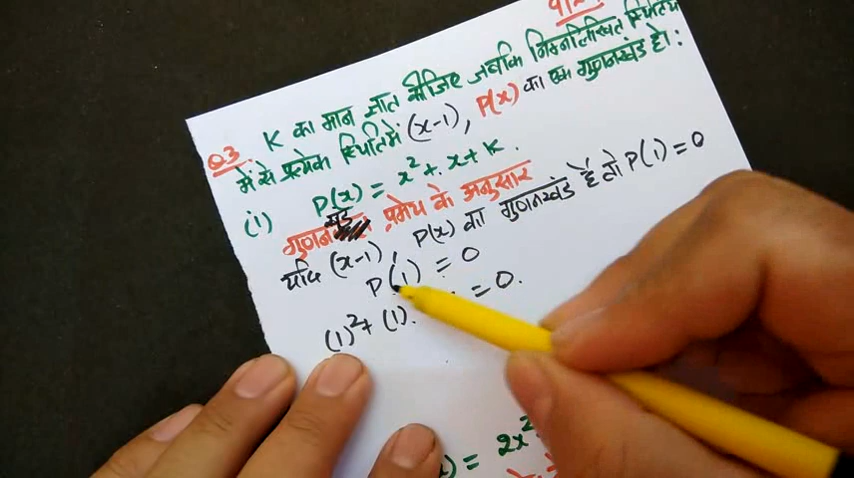 Q3 K का मान ज्ञात कीजिए जबकि निम्नलिखित स्थितियों
में से प्रत्येक स्थिति में (x-1), P(x) का एक गुणनखंड हो:
(i) P(x) = x² + x + K.
गुणनखंड प्रमेय के अनुसार
यदि (x-1), P(x) का गुणनखंड है तो P(1) = 0
P(1) = 0
(1)² + (1) = 0.
) = 2x²